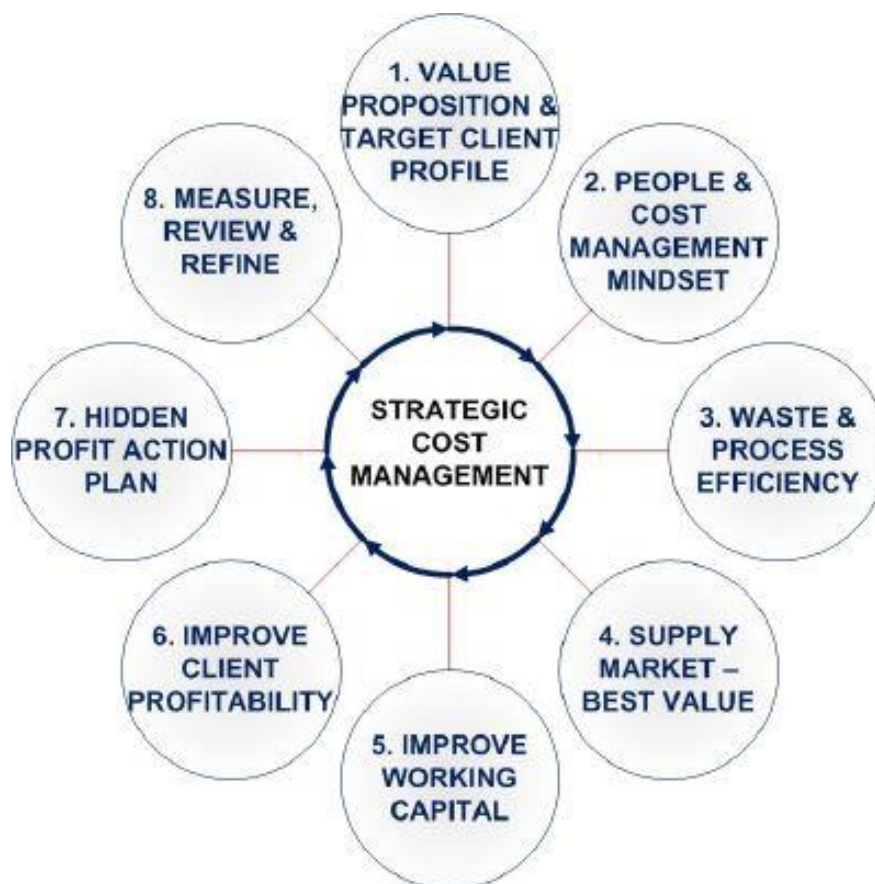 1. VALUE
PROPOSITION &
TARGET CLIENT
PROFILE
2. PEOPLE &
COST
MANAGEMENT
MINDSET
3. WASTE &
PROCESS
EFFICIENCY
4. SUPPLY
MARKET –
BEST VALUE
5. IMPROVE
WORKING
CAPITAL
6. IMPROVE
CLIENT
PROFITABILITY
7. HIDDEN
PROFIT ACTION
PLAN
8. MEASURE,
REVIEW &
REFINE
STRATEGIC
COST
MANAGEMENT